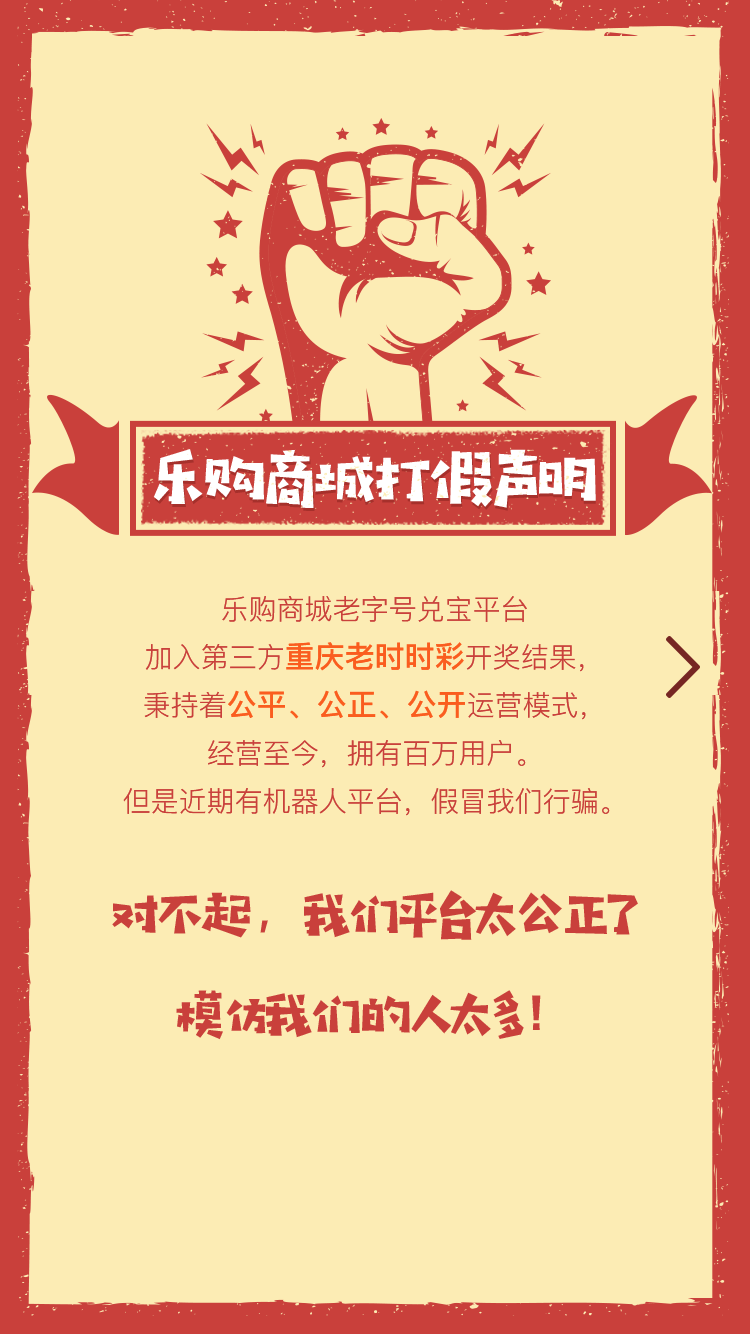 乐购商城打假声明
乐购商城老字号兑宝平台
加入第三方重庆老时时彩开奖结果，
秉持着公平、公正、公开运营模式，
经营至今，拥有百万用户。
但是近期有机器人平台，假冒我们行骗。
对不起，我们平台太公正了
模仿我们的人太多！